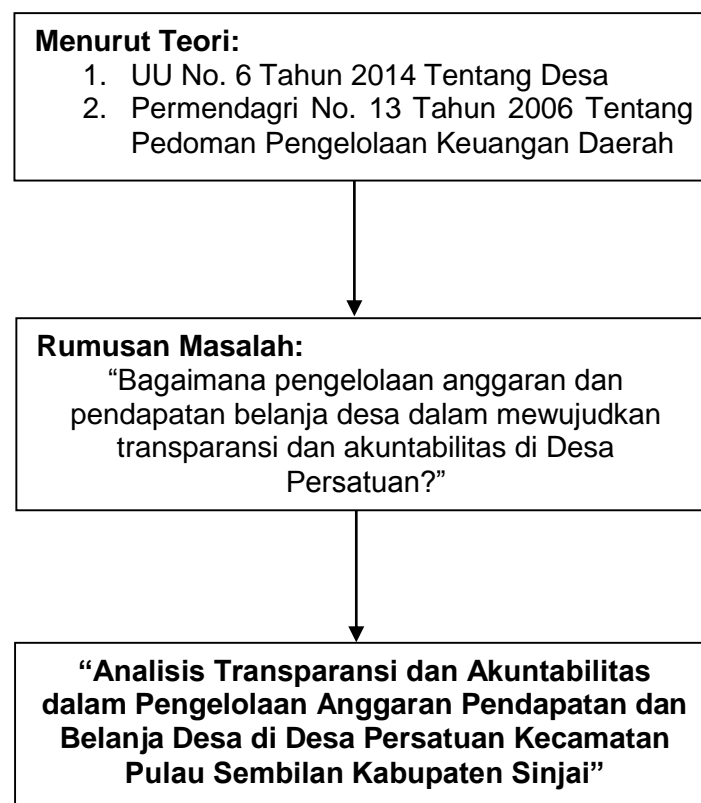 Menurut Teori:
1. UU No. 6 Tahun 2014 Tentang Desa
2. Permendagri No. 13 Tahun 2006 Tentang
Pedoman Pengelolaan Keuangan Daerah
Rumusan Masalah:
“Bagaimana pengelolaan anggaran dan
pendapatan belanja desa dalam mewujudkan
transparansi dan akuntabilitas di Desa
Persatuan?”
“Analisis Transparansi dan Akuntabilitas
dalam Pengelolaan Anggaran Pendapatan dan
Belanja Desa di Desa Persatuan Kecamatan
Pulau Sembilan Kabupaten Sinjai”